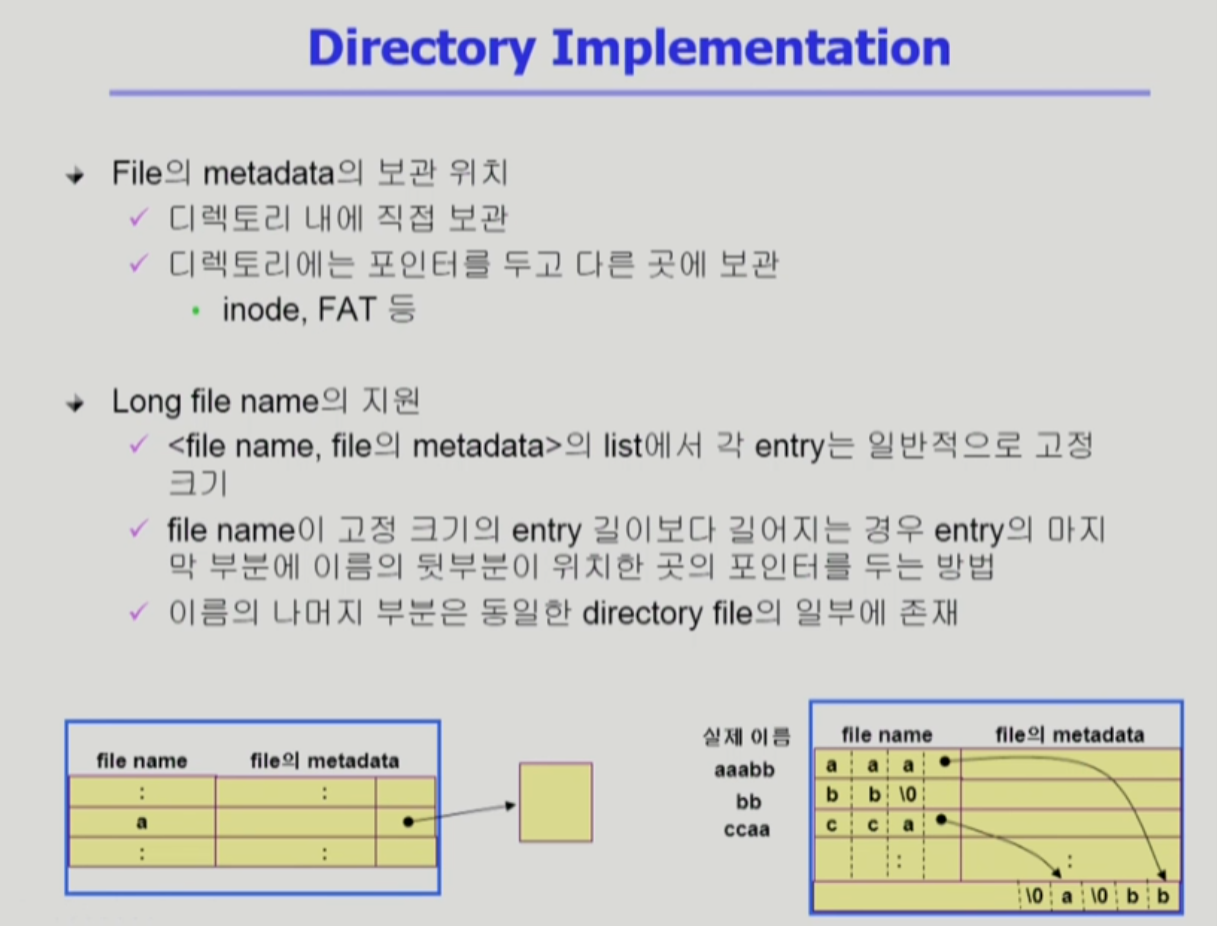 Directory Implementation
File의 metadata의 보관 위치
디렉토리 내에 직접 보관
디렉토리에는 포인터를 두고 다른 곳에 보관
inode, FAT 등
Long file name의 지원
<file name, file의 metadata>의 list에서 각 entry는 일반적으로 고정
크기
file name이 고정 크기의 entry 길이보다 길어지는 경우 entry의 마지
막 부분에 이름의 뒷부분이 위치한 곳의 포인터를 두는 방법
이름의 나머지 부분은 동일한 directory file의 일부에 존재
file name file의 metadata
: :
a
: :
실제 이름
aaabb
bb
ccaa
file name file의 metadata
a a a
b b \0
c c a
: :
\0 a \0 b b